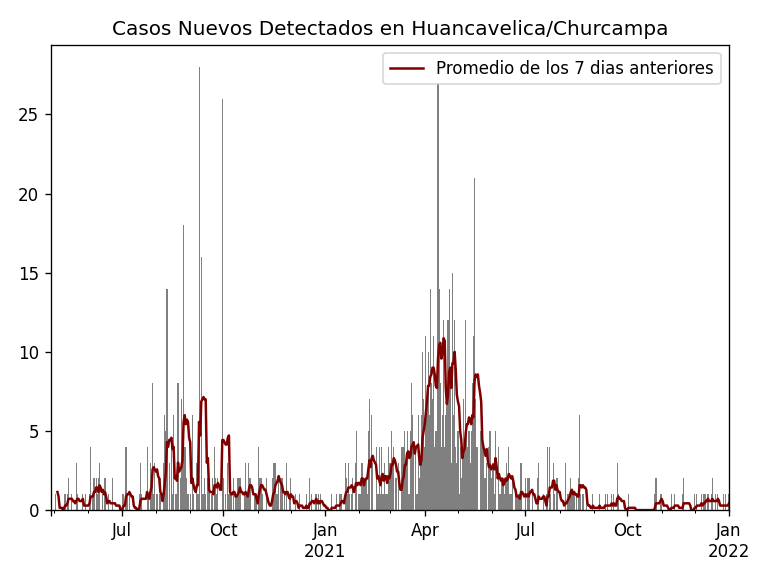 Casos Nuevos Detectados en Huancavelica/Churcampa
Promedio de los 7 dias anteriores
25
20
15
10
5
0
Jul
Oct
Jan
2021
Apr
Jul
Oct
Jan
2022